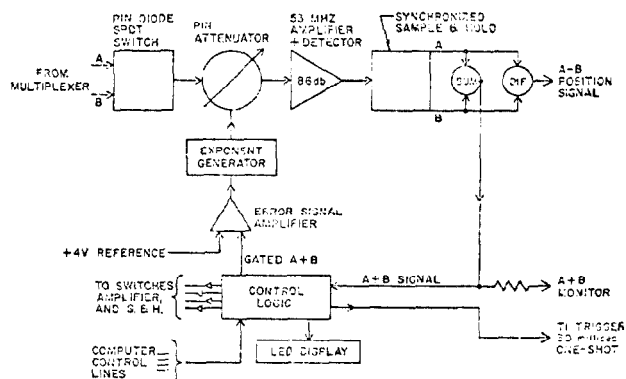 PIN DIODE
SPDT
SWITCH
PIN
ATTENUATOR
53 MHZ
AMPLIFIER
+ DETECTOR
SYNCHRONIZED
SAMPLE & HOLD
A
A
FROM
MULTIPLEXER
B
86db
SUM
DIF
A-B
POSITION
SIGNAL
B
EXPONENT
GENERATOR
ERROR SIGNAL
AMPLIFIER
+4V REFERENCE
GATED A+B
TO SWITCHES
AMPLIFIER,
AND S. & H.
CONTROL
LOGIC
A+B SIGNAL
A+B
MONITOR
COMPUTER
CONTROL
LINES
LED DISPLAY
TRIGGER
ONE-SHOT